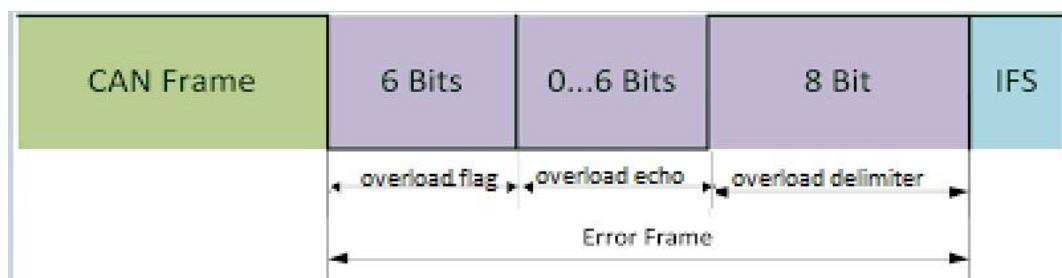 CAN Frame 6 Bits 0...6 Bits 8 Bit IFS
overload flag overload echo overload delimiter
Error Frame